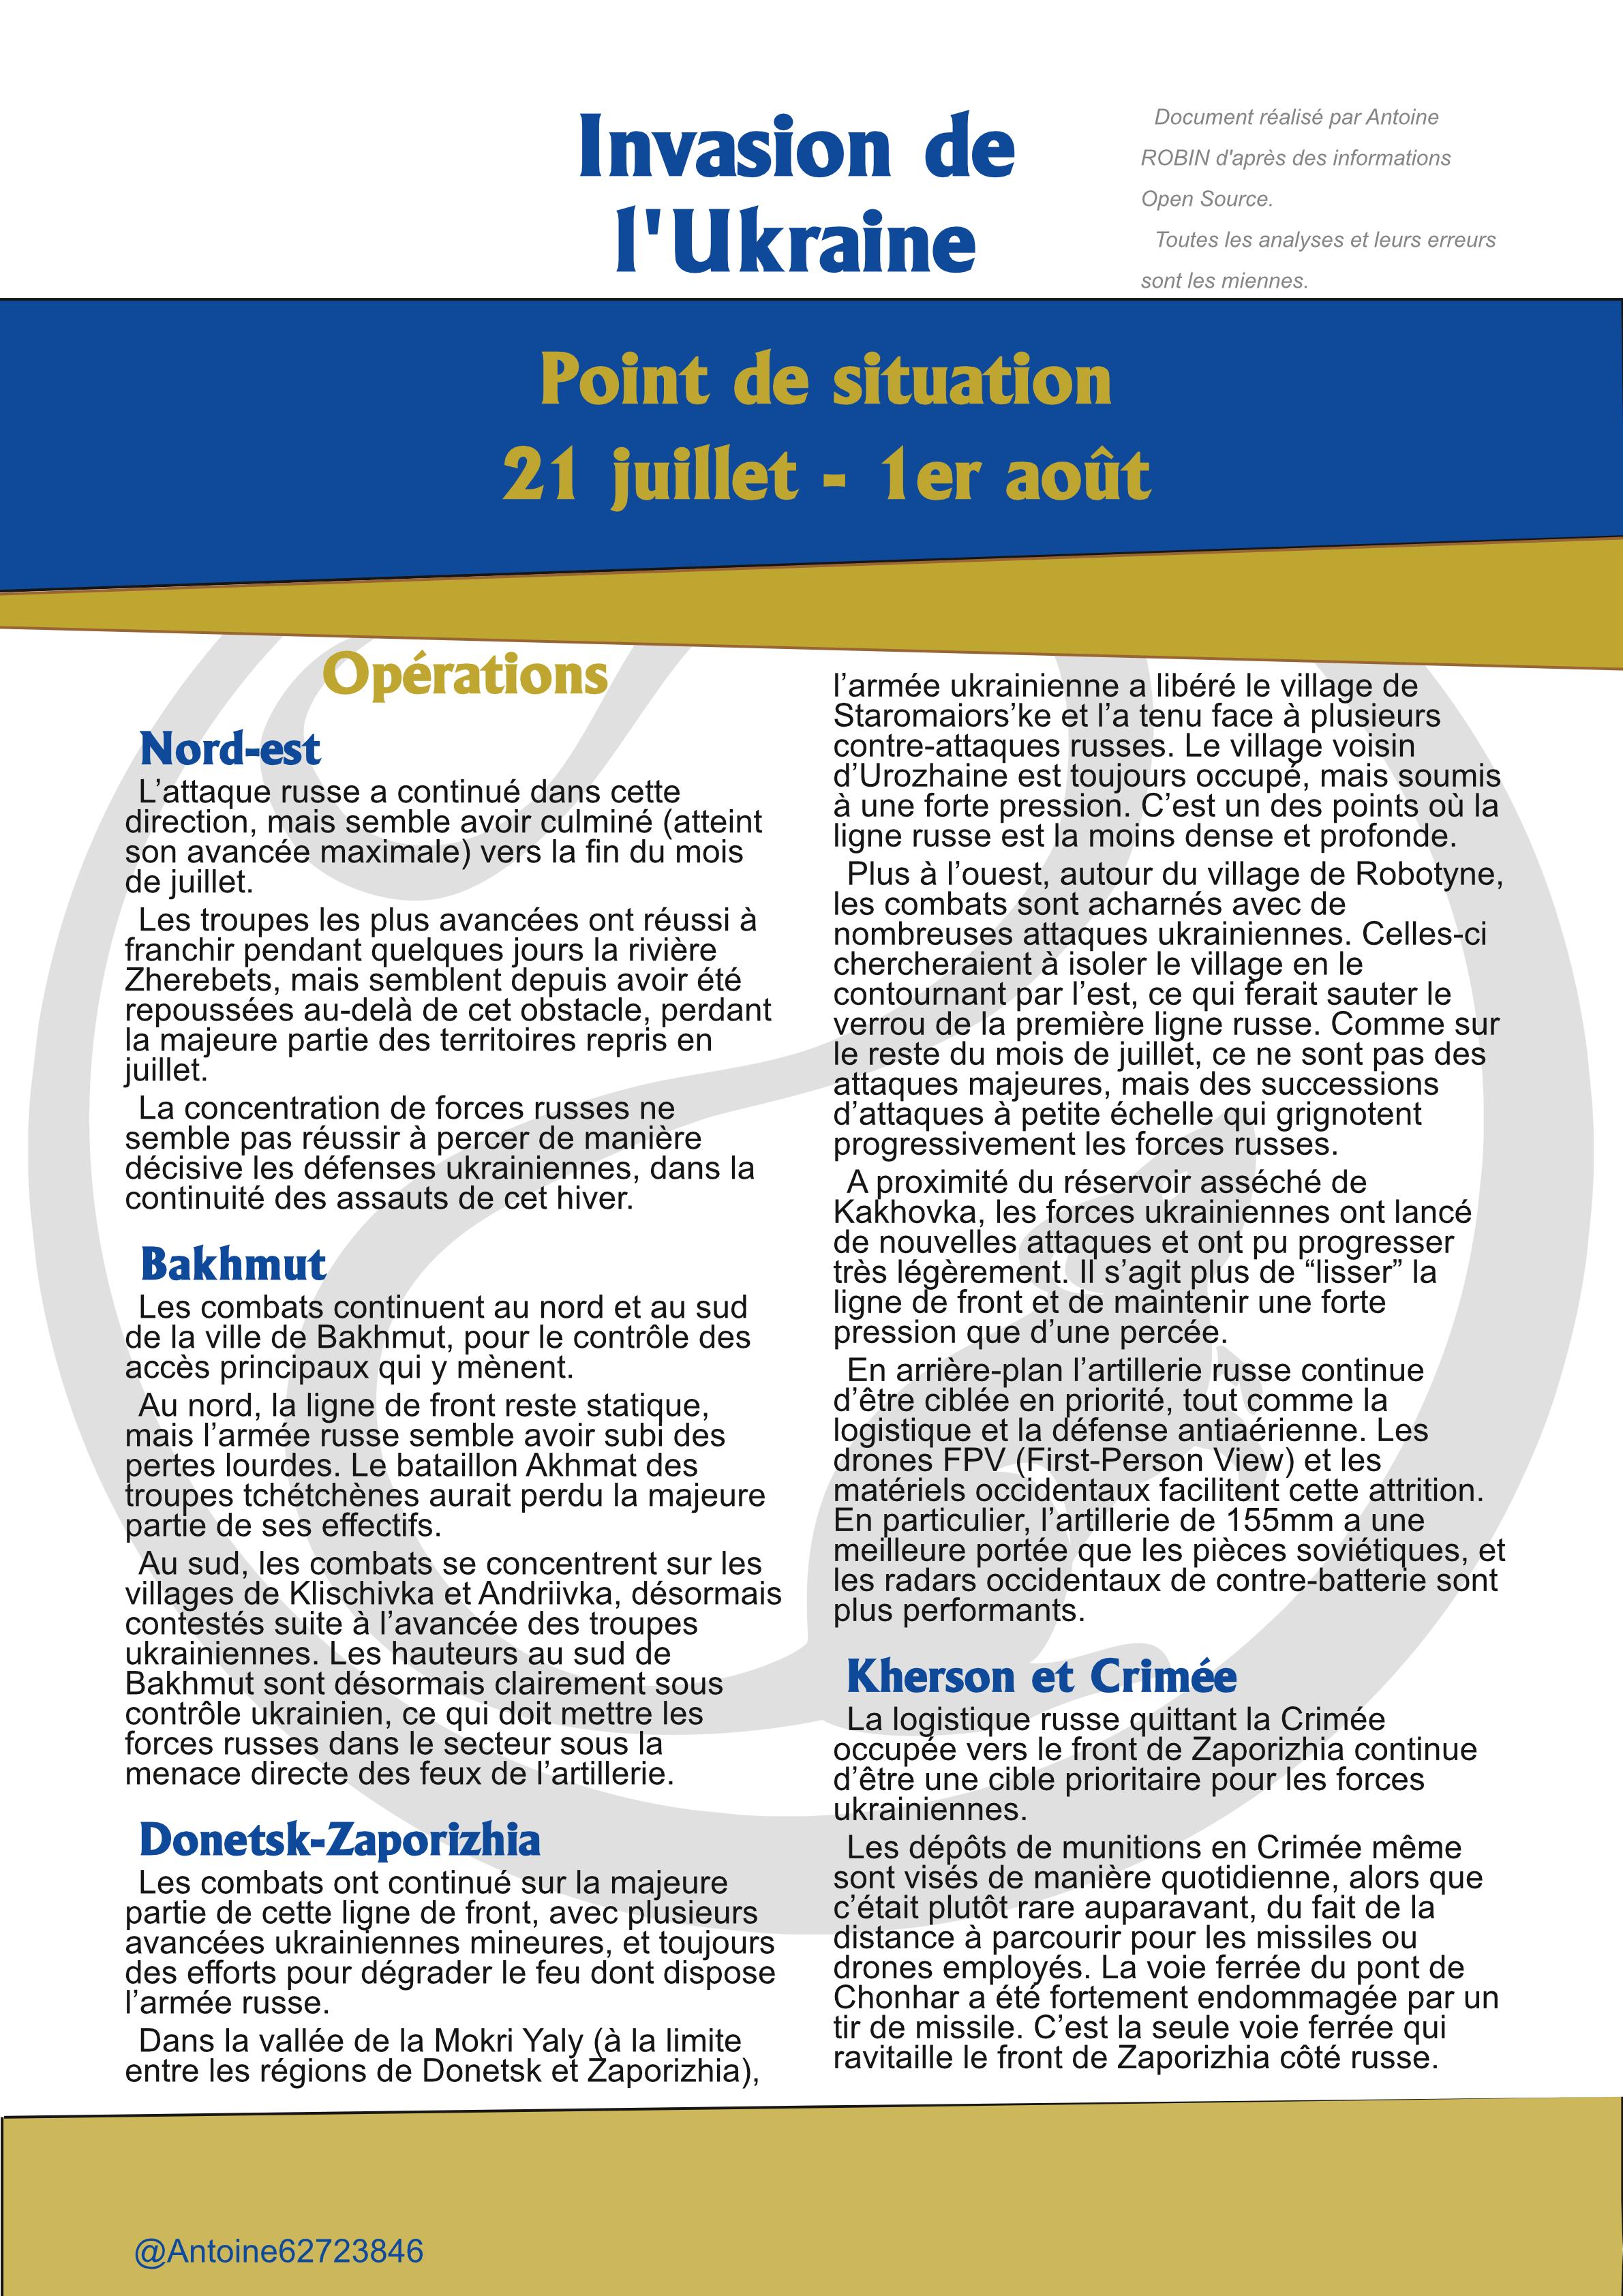 Invasion de
l'Ukraine
Document réalisé par Antoine
ROBIN d'après des informations
Open Source.
Toutes les analyses et leurs erreurs
sont les miennes.
Point de situation
21 juillet - 1er août
Opérations
Nord-est
L’attaque russe a continué dans cette
direction, mais semble avoir culminé (atteint
son avancée maximale) vers la fin du mois
de juillet.
Les troupes les plus avancées ont réussi à
franchir pendant quelques jours la rivière
Zherebets, mais semblent depuis avoir été
repoussées au-delà de cet obstacle, perdant
la majeure partie des territoires repris en
juillet.
La concentration de forces russes ne
semble pas réussir à percer de manière
décisive les défenses ukrainiennes, dans la
continuité des assauts de cet hiver.
Bakhmut
Les combats continuent au nord et au sud
de la ville de Bakhmut, pour le contrôle des
accès principaux qui y mènent.
Au nord, la ligne de front reste statique,
mais l’armée russe semble avoir subi des
pertes lourdes. Le bataillon Akhmat des
troupes tchétchènes aurait perdu la majeure
partie de ses effectifs.
Au sud, les combats se concentrent sur les
villages de Klischivka et Andriivka, désormais
contestés suite à l’avancée des troupes
ukrainiennes. Les hauteurs au sud de
Bakhmut sont désormais clairement sous
contrôle ukrainien, ce qui doit mettre les
forces russes dans le secteur sous la
menace directe des feux de l’artillerie.
Donetsk-Zaporizhia
Les combats ont continué sur la majeure
partie de cette ligne de front, avec plusieurs
avancées ukrainiennes mineures, et toujours
des efforts pour dégrader le feu dont dispose
l’armée russe.
Dans la vallée de la Mokri Yaly (à la limite
entre les régions de Donetsk et Zaporizhia),
l’armée ukrainienne a libéré le village de
Staromaiors’ke et l’a tenu face à plusieurs
contre-attaques russes. Le village voisin
d’Urozhaine est toujours occupé, mais soumis
à une forte pression. C’est un des points où la
ligne russe est la moins dense et profonde.
Plus à l’ouest, autour du village de Robotyne,
les combats sont acharnés avec de
nombreuses attaques ukrainiennes. Celles-ci
chercheraient à isoler le village en le
contournant par l’est, ce qui ferait sauter le
verrou de la première ligne russe. Comme sur
le reste du mois de juillet, ce ne sont pas des
attaques majeures, mais des successions
d’attaques à petite échelle qui grignotent
progressivement les forces russes.
A proximité du réservoir asséché de
Kakhovka, les forces ukrainiennes ont lancé
de nouvelles attaques et ont pu progresser
très légèrement. Il s’agit plus de “lisser” la
ligne de front et de maintenir une forte
pression que d’une percée.
En arrière-plan l’artillerie russe continue
d’être ciblée en priorité, tout comme la
logistique et la défense antiaérienne. Les
drones FPV (First-Person View) et les
matériels occidentaux facilitent cette attrition.
En particulier, l’artillerie de 155mm a une
meilleure portée que les pièces soviétiques, et
les radars occidentaux de contre-batterie sont
plus performants.
Kherson et Crimée
La logistique russe quittant la Crimée
occupée vers le front de Zaporizhia continue
d’être une cible prioritaire pour les forces
ukrainiennes.
Les dépôts de munitions en Crimée même
sont visés de manière quotidienne, alors que
c’était plutôt rare auparavant, du fait de la
distance à parcourir pour les missiles ou
drones employés. La voie ferrée du pont de
Chonhar a été fortement endommagée par un
tir de missile. C’est la seule voie ferrée qui
ravitaille le front de Zaporizhia côté russe.
@Antoine62723846